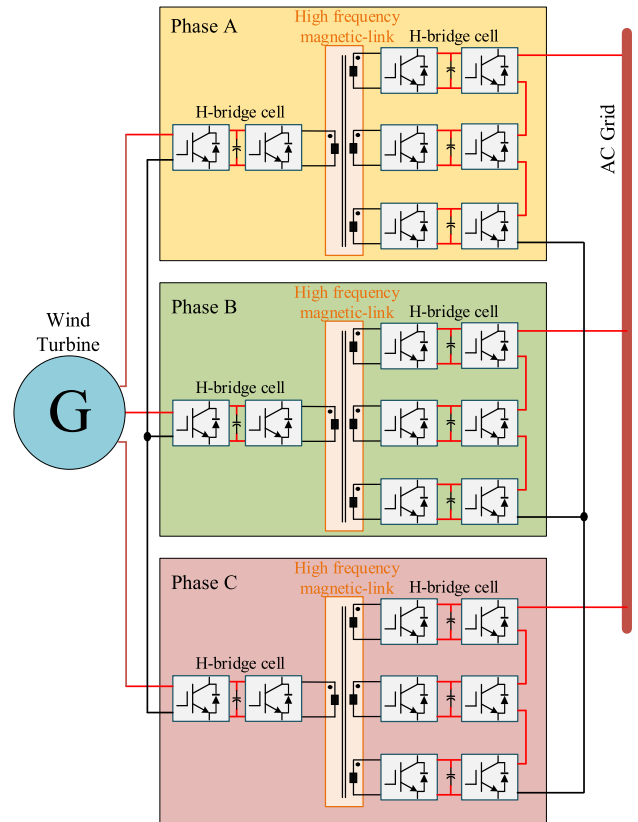 Phase A
High frequency
magnetic-link
H-bridge cell
H-bridge cell
AC Grid
Phase B
High frequency
magnetic-link
H-bridge cell
H-bridge cell
Wind
Turbine
G
Phase C
High frequency
magnetic-link
H-bridge cell
H-bridge cell